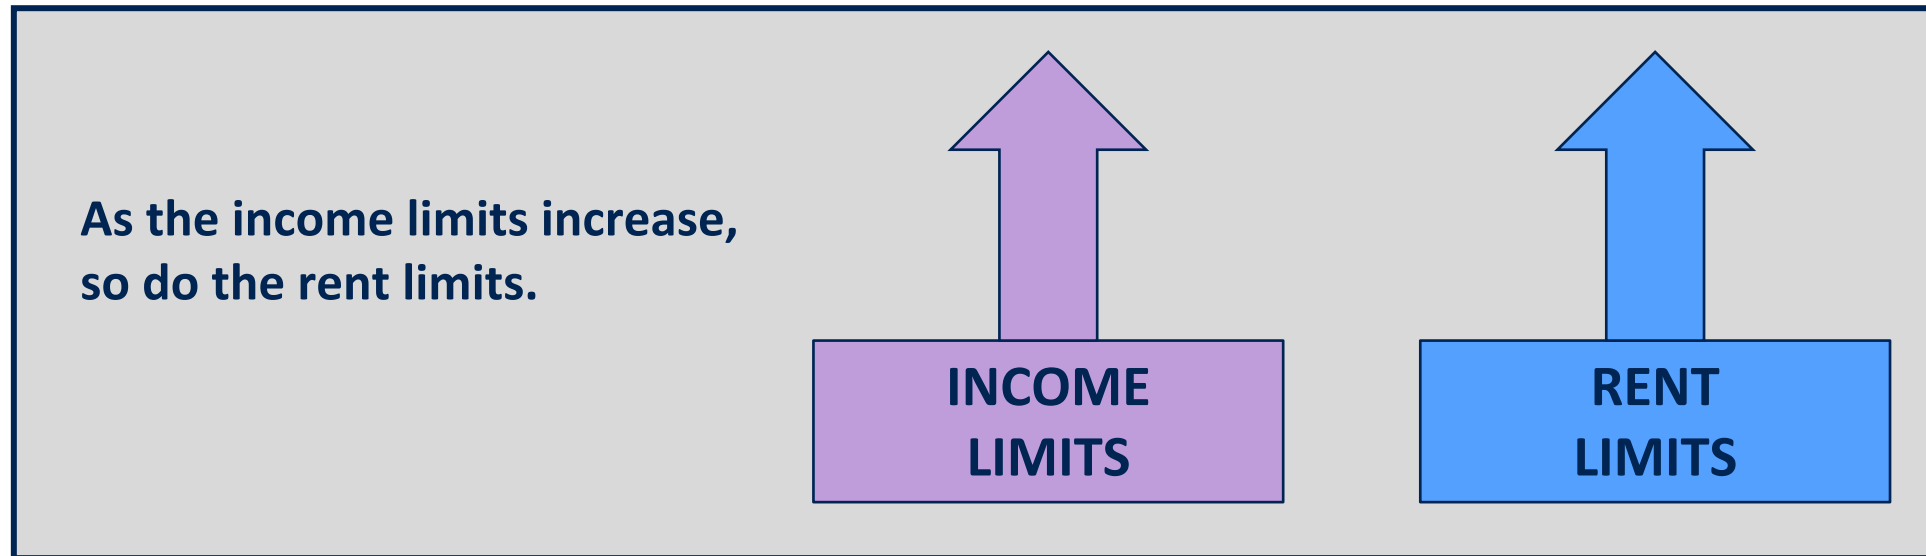 As the income limits increase,
so do the rent limits.
INCOME
LIMITS
RENT
LIMITS